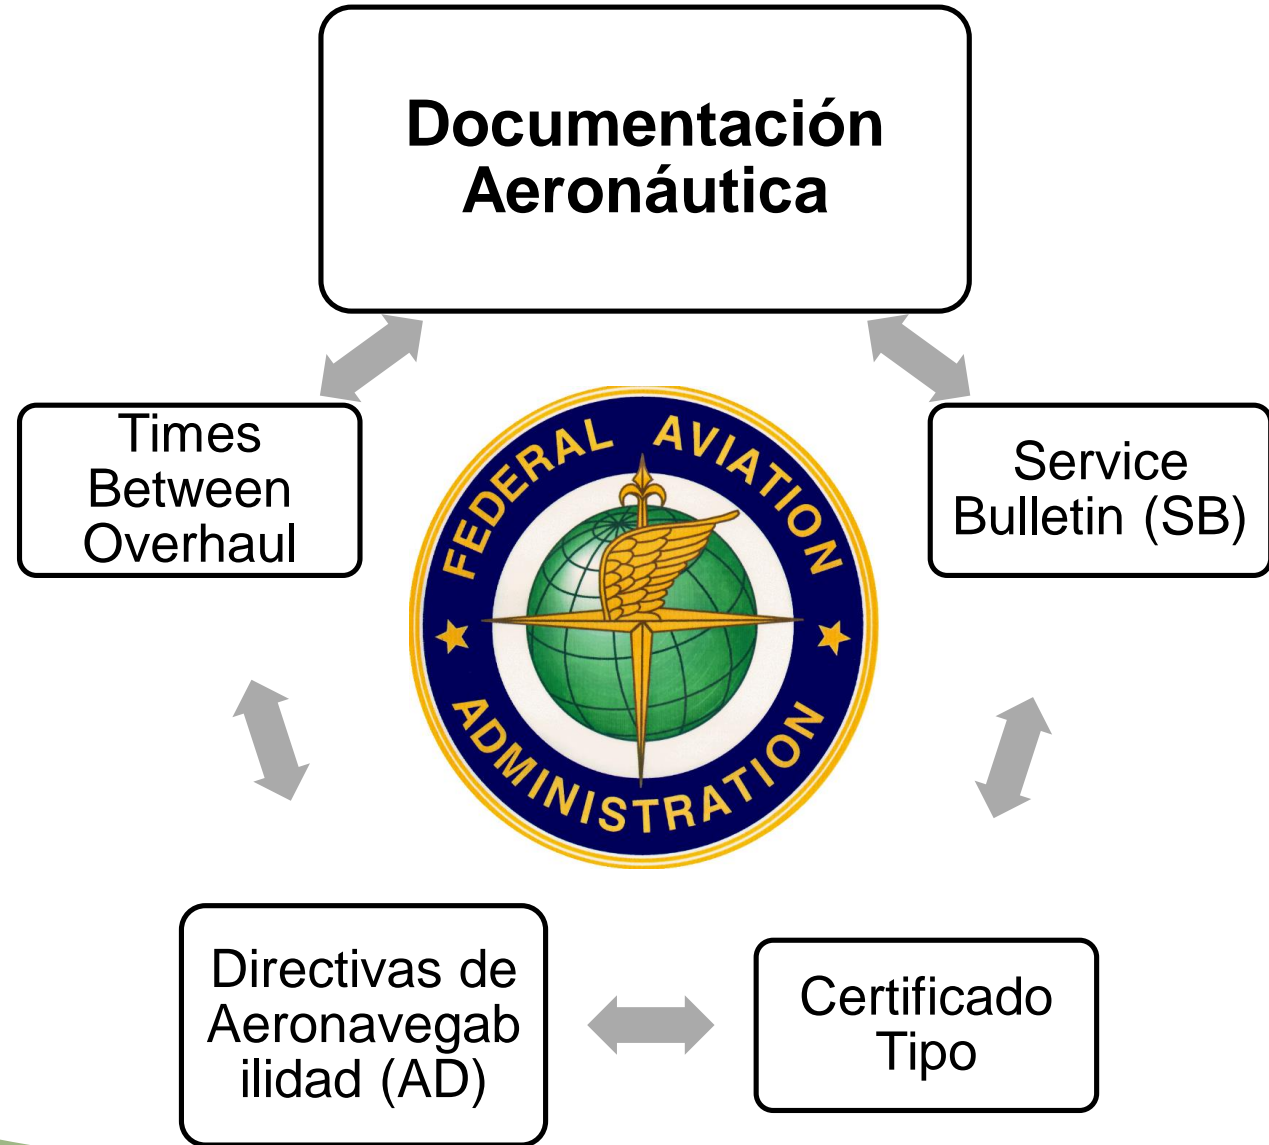 Documentación
Aeronáutica
Times
Between
Overhaul
Service
Bulletin (SB)
FEDERAL AVIATION
ADMINISTRATION
Directivas de
Aeronavegab
ilidad (AD)
Certificado
Tipo